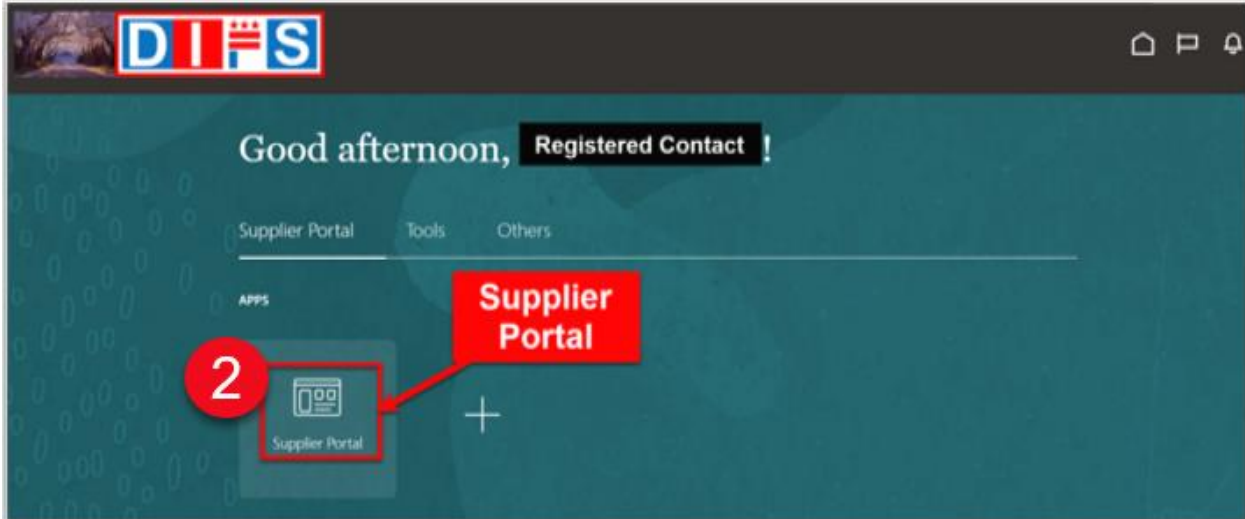 DIFS
Good afternoon, Registered Contact !
Supplier Portal Tools Others
APPS
Supplier
Portal
2
Supplier Portal